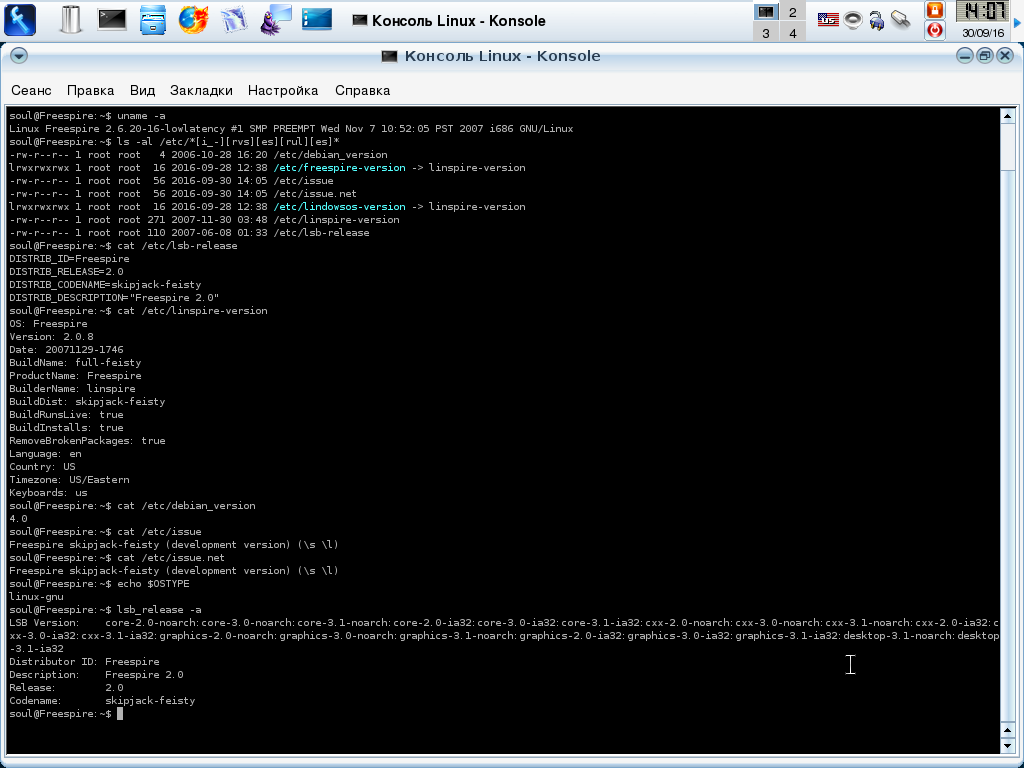 Консоль Linux - Konsole
2
3 4
14:07
30/09/16
Консоль Linux - Konsole
Сеанс Правка Вид Закладки Настройка Справка
soul@Freespire:~$ uname -a
Linux Freespire 2.6.20-16-lowlatency #1 SMP PREEMPT Wed Nov 7 10:52:05 PST 2007 i686 GNU/Linux
soul@Freespire:~$ ls -al /etc/*[i_-][rvs][es][rul][es]*
-rw-r--r-- 1 root root   4 2006-10-28 16:20 /etc/debian_version
lrwxrwxrwx 1 root root  16 2016-09-28 12:38 /etc/freespire-version -> linspire-version
-rw-r--r-- 1 root root  56 2016-09-30 14:05 /etc/issue
-rw-r--r-- 1 root root  56 2016-09-30 14:05 /etc/issue.net
lrwxrwxrwx 1 root root  16 2016-09-28 12:38 /etc/lindowsos-version -> linspire-version
-rw-r--r-- 1 root root 271 2007-11-30 03:48 /etc/linspire-version
-rw-r--r-- 1 root root 110 2007-06-08 01:33 /etc/lsb-release
soul@Freespire:~$ cat /etc/lsb-release
DISTRIB_ID=Freespire
DISTRIB_RELEASE=2.0
DISTRIB_CODENAME=skipjack-feisty
DISTRIB_DESCRIPTION="Freespire 2.0"
soul@Freespire:~$ cat /etc/linspire-version
OS: Freespire
Version: 2.0.8
Date: 20071129-1746
BuildName: full-feisty
ProductName: Freespire
BuilderName: linspire
BuildDist: skipjack-feisty
BuildRunsLive: true
BuildInstalls: true
RemoveBrokenPackages: true
Language: en
Country: US
Timezone: US/Eastern
Keyboards: us
soul@Freespire:~$ cat /etc/debian_version
4.0
soul@Freespire:~$ cat /etc/issue
Freespire skipjack-feisty (development version) (\s \l)
soul@Freespire:~$ cat /etc/issue.net
Freespire skipjack-feisty (development version) (\s \l)
soul@Freespire:~$ echo $OSTYPE
linux-gnu
soul@Freespire:~$ lsb_release -a
LSB Version:    core-2.0-noarch:core-3.0-noarch:core-3.1-noarch:core-2.0-ia32:core-3.0-ia32:core-3.1-ia32:cxx-2.0-noarch:cxx-3.0-noarch:cxx-3.1-noarch:cxx-2.0-ia32:c
xx-3.0-ia32:cxx-3.1-ia32:graphics-2.0-noarch:graphics-3.0-noarch:graphics-3.1-noarch:graphics-2.0-ia32:graphics-3.0-ia32:graphics-3.1-ia32:desktop-3.1-noarch:desktop
-3.1-ia32
Distributor ID: Freespire
Description:    Freespire 2.0
Release:        2.0
Codename:       skipjack-feisty
soul@Freespire:~$